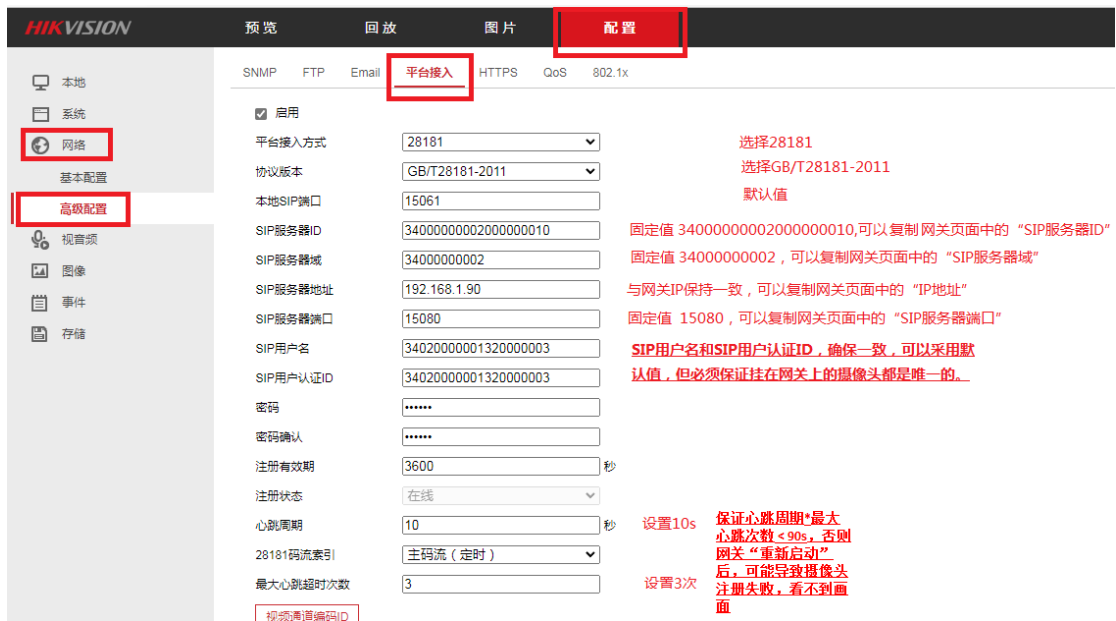 HIKVISION 预览 回放 图片 配置
SNMP FTP Email 平台接入 HTTPS QoS 802.1x
本地
系统
网络
基本配置
高级配置
视音频
图像
事件
存储
启用
平台接入方式 28181 选择28181
协议版本 GB/T28181-2011 选择GB/T28181-2011
本地SIP端口 15061 默认值
SIP服务器ID 34000000002000000010 固定值 34000000002000000010,可以复制网关页面中的“SIP服务器ID”
SIP服务器域 34000000002 固定值 34000000002，可以复制网关页面中的“SIP服务器域”
SIP服务器地址 192.168.1.90 与网关IP保持一致，可以复制网关页面中的“IP地址”
SIP服务器端口 15080 固定值 15080，可以复制网关页面中的“SIP服务器端口”
SIP用户名 34020000001320000003 SIP用户名和SIP用户认证ID，确保一致，可以采用默
SIP用户认证ID 34020000001320000003 认值，但必须保证挂在网关上的摄像头都是唯一的。
密码 ••••••
密码确认 ••••••
注册有效期 3600 秒
注册状态 在线
心跳周期 10 秒 设置10s
28181码流索引 主码流（定时）
最大心跳超时次数 3 设置3次
保证心跳周期*最大
心跳次数＜90s，否则
网关“重新启动”
后，可能导致摄像头
注册失败，看不到画
面
视频通道编码ID